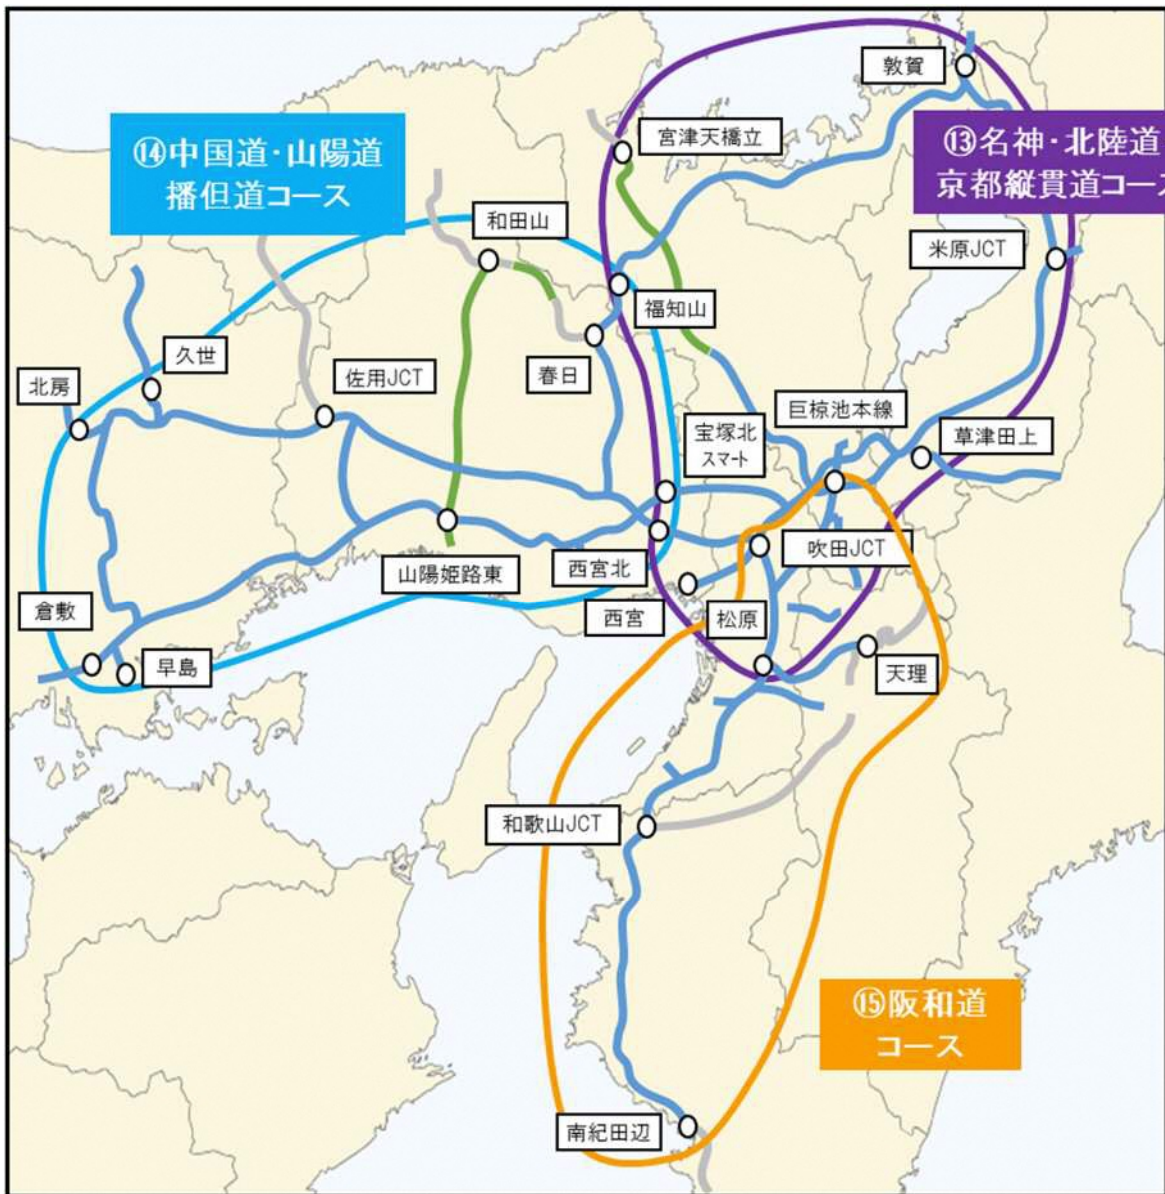 敦賀
⑭中国道・山陽道
播但道コース
宮津天橋立
⑬名神・北陸道
京都縦貫道コース
和田山
米原JCT
福知山
久世
北房
佐用JCT
春日
巨椋池本線
宝塚北
スマート
草津田上
吹田JCT
山陽姫路東
西宮北
倉敷
西宮
松原
早島
天理
和歌山JCT
⑮阪和道
コース
南紀田辺